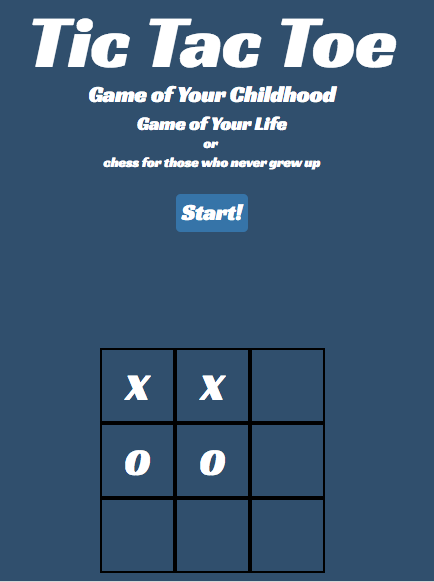 Tic Tac Toe
Game of Your Childhood
Game of Your Life
or
chess for those who never grew up
Start!
X X
O O